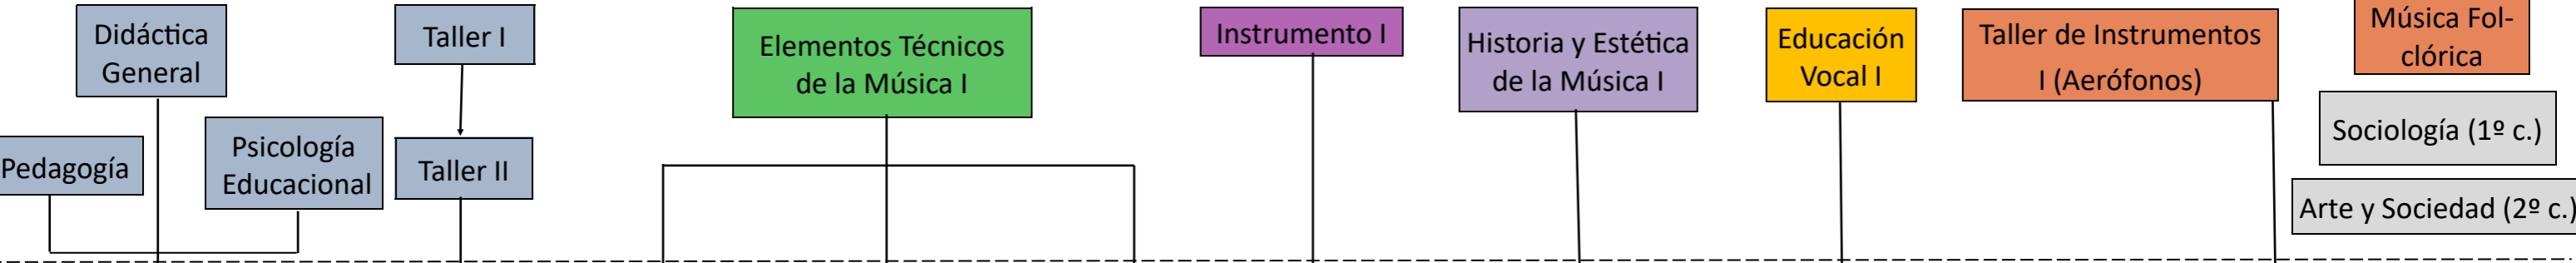 Didáctica
General
Pedagogía
Psicología
Educacional
Taller I
Taller II
Elementos Técnicos
de la Música I
Instrumento I
Historia y Estética
de la Música I
Educación
Vocal I
Taller de Instrumentos
I (Aerófonos)
Música Fol-
clórica
Sociología (1º c.)
Arte y Sociedad (2º c.)